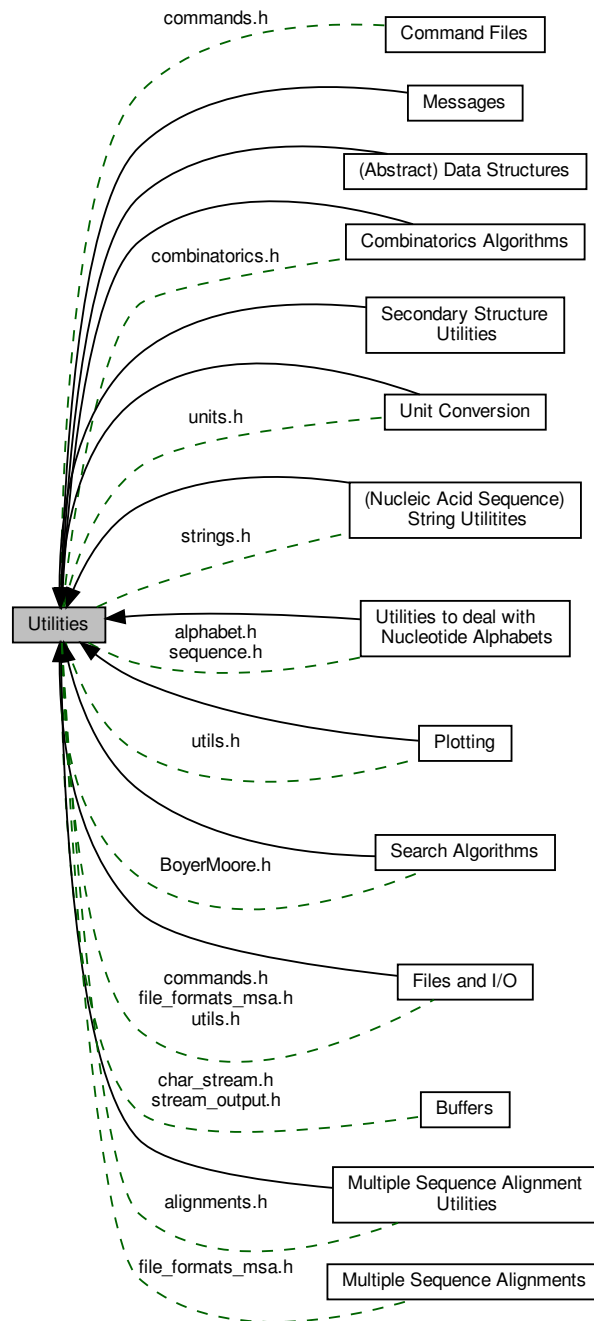 commands.h
Command Files
Messages
(Abstract) Data Structures
Combinatorics Algorithms
combinatorics.h
Secondary Structure
Utilities
Unit Conversion
units.h
(Nucleic Acid Sequence)
String Utilitites
strings.h
Utilities
Utilities to deal with
Nucleotide Alphabets
alphabet.h
sequence.h
Plotting
utils.h
Search Algorithms
BoyerMoore.h
Files and I/O
commands.h
file_formats_msa.h
utils.h
char_stream.h
stream_output.h
Buffers
Multiple Sequence Alignment
Utilities
alignments.h
file_formats_msa.h
Multiple Sequence Alignments